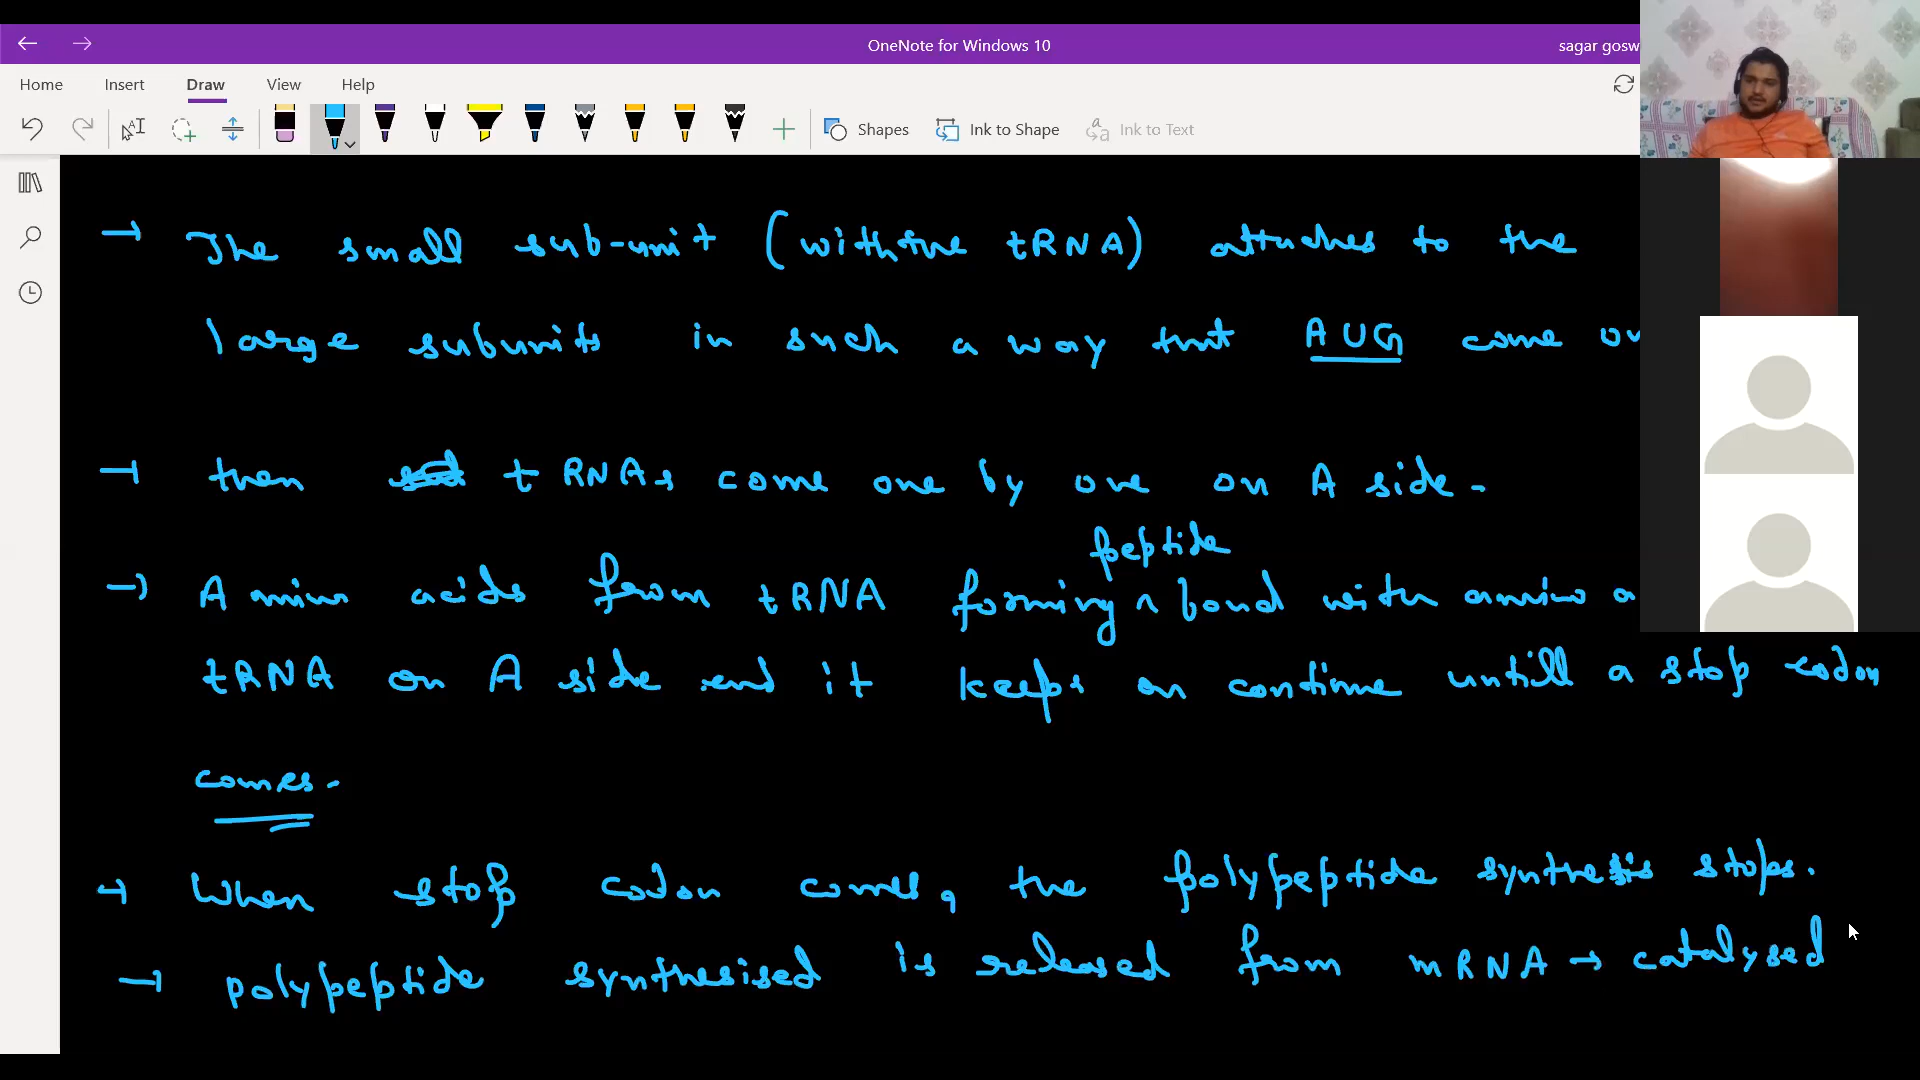 OneNote for Windows 10
sagar gosw
Home Insert Draw View Help
Shapes Ink to Shape Ink to Text
→ The small sub-unit (with the tRNA) attaches to the
large subunits in such a way that AUG come on
→ then tRNAs come one by one on A side.
peptide
→ Amino acids from tRNA forming ^ bond with amino a
tRNA on A side and it keeps on continue untill a stop codon
comes.
→ When stop codon comes, the polypeptide synthesis stops.
→ polypeptide synthesised is released from mRNA → catalysed